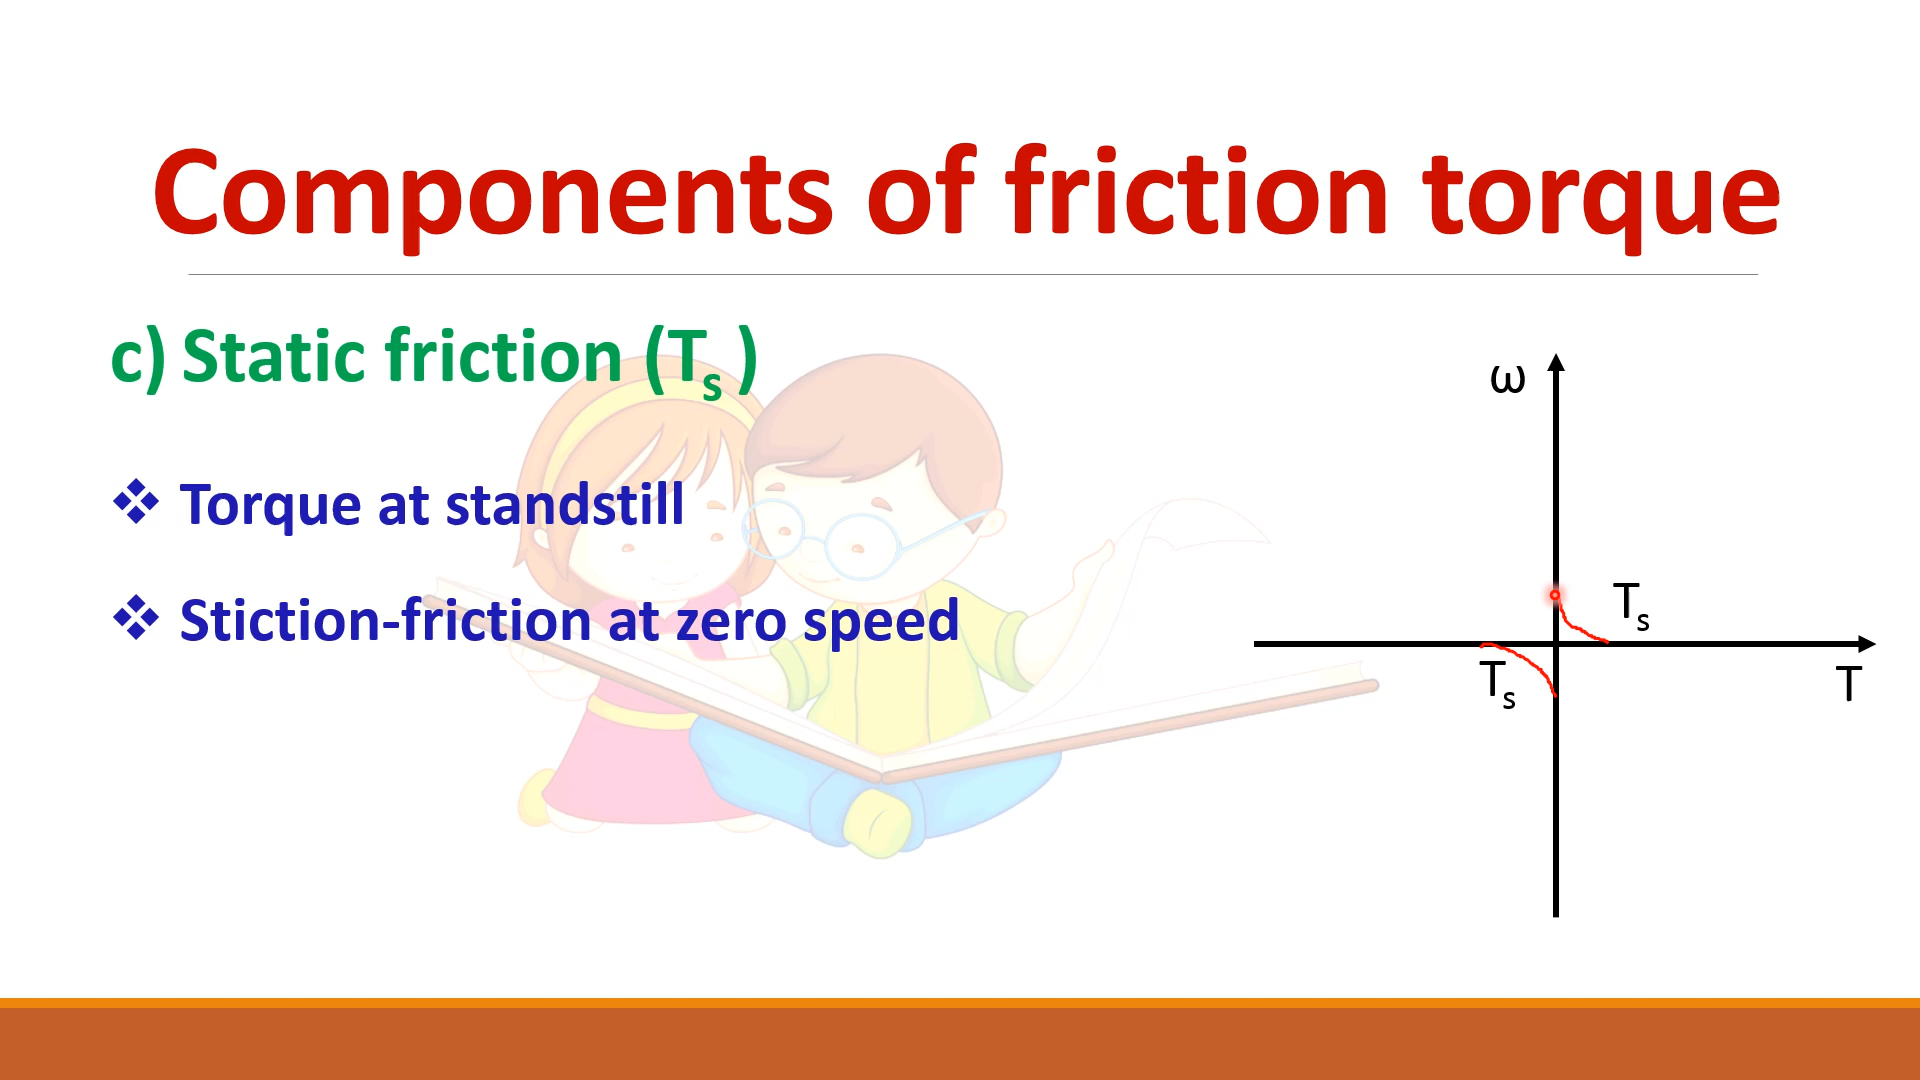 Components of friction torque
c) Static friction (Ts )
❖ Torque at standstill
❖ Stiction-friction at zero speed
ω
Ts
Ts
T